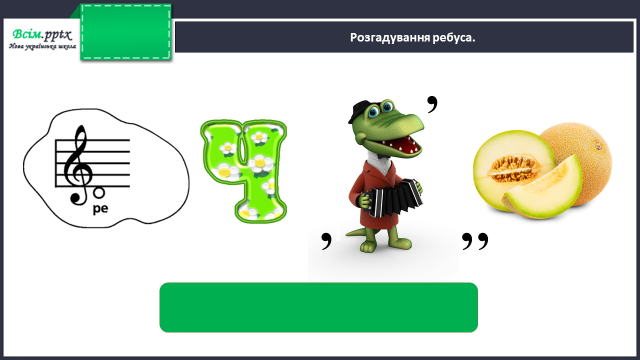 Всім.pptx
Нова українська школа
Розгадування ребуса.
ре
Ч
’
,
, ,